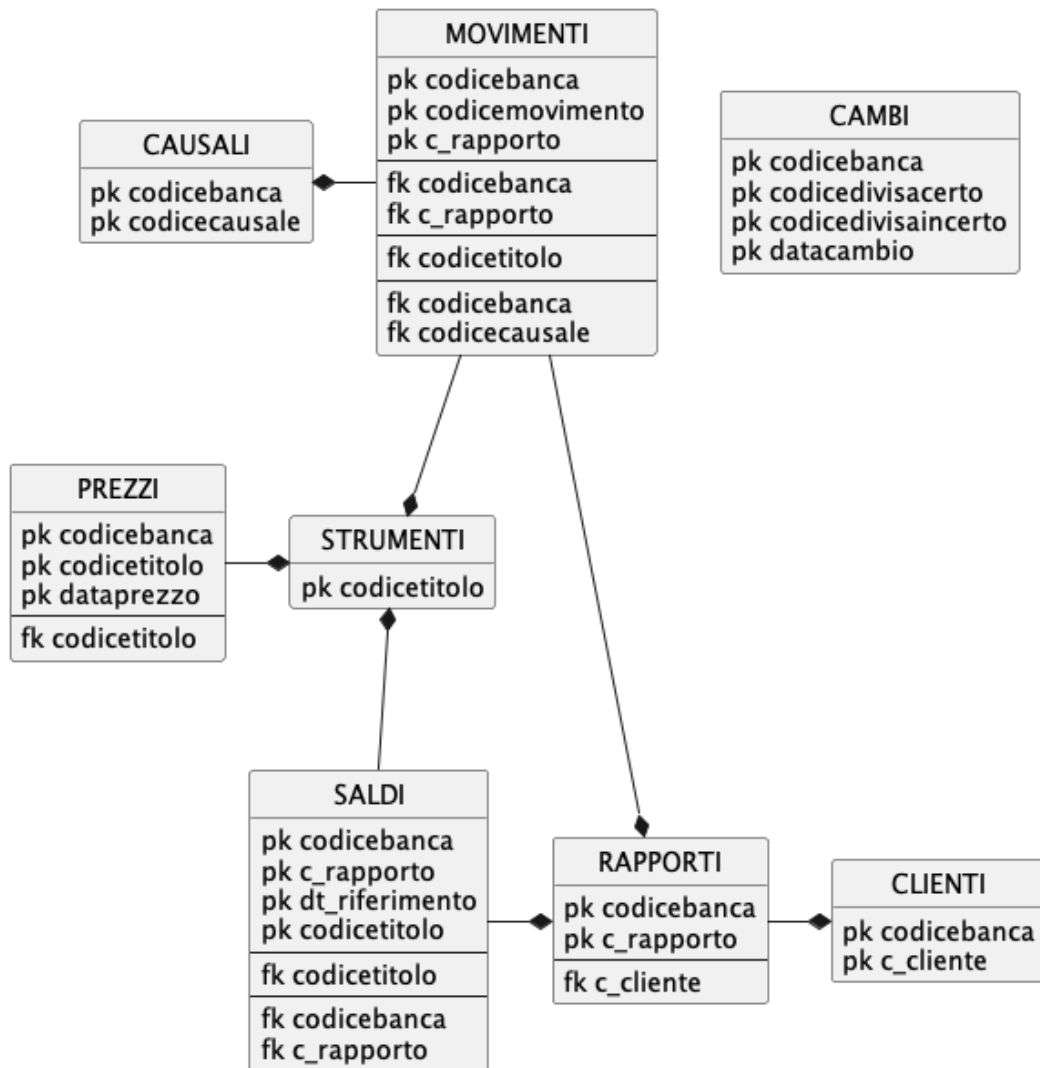 MOVIMENTI
pk codicebanca
pk codicemovimento
pk c_rapporto
fk codicebanca
fk c_rapporto
fk codicetitolo
fk codicebanca
fk codicecausale
CAUSALI
pk codicebanca
pk codicecausale
CAMBI
pk codicebanca
pk codicedivisacerto
pk codicedivisaincerto
pk datacambio
PREZZI
pk codicebanca
pk codicetitolo
pk dataprezzo
fk codicetitolo
STRUMENTI
pk codicetitolo
SALDI
pk codicebanca
pk c_rapporto
pk dt_riferimento
pk codicetitolo
fk codicetitolo
fk codicebanca
fk c_rapporto
RAPPORTI
pk codicebanca
pk c_rapporto
fk c_cliente
CLIENTI
pk codicebanca
pk c_cliente